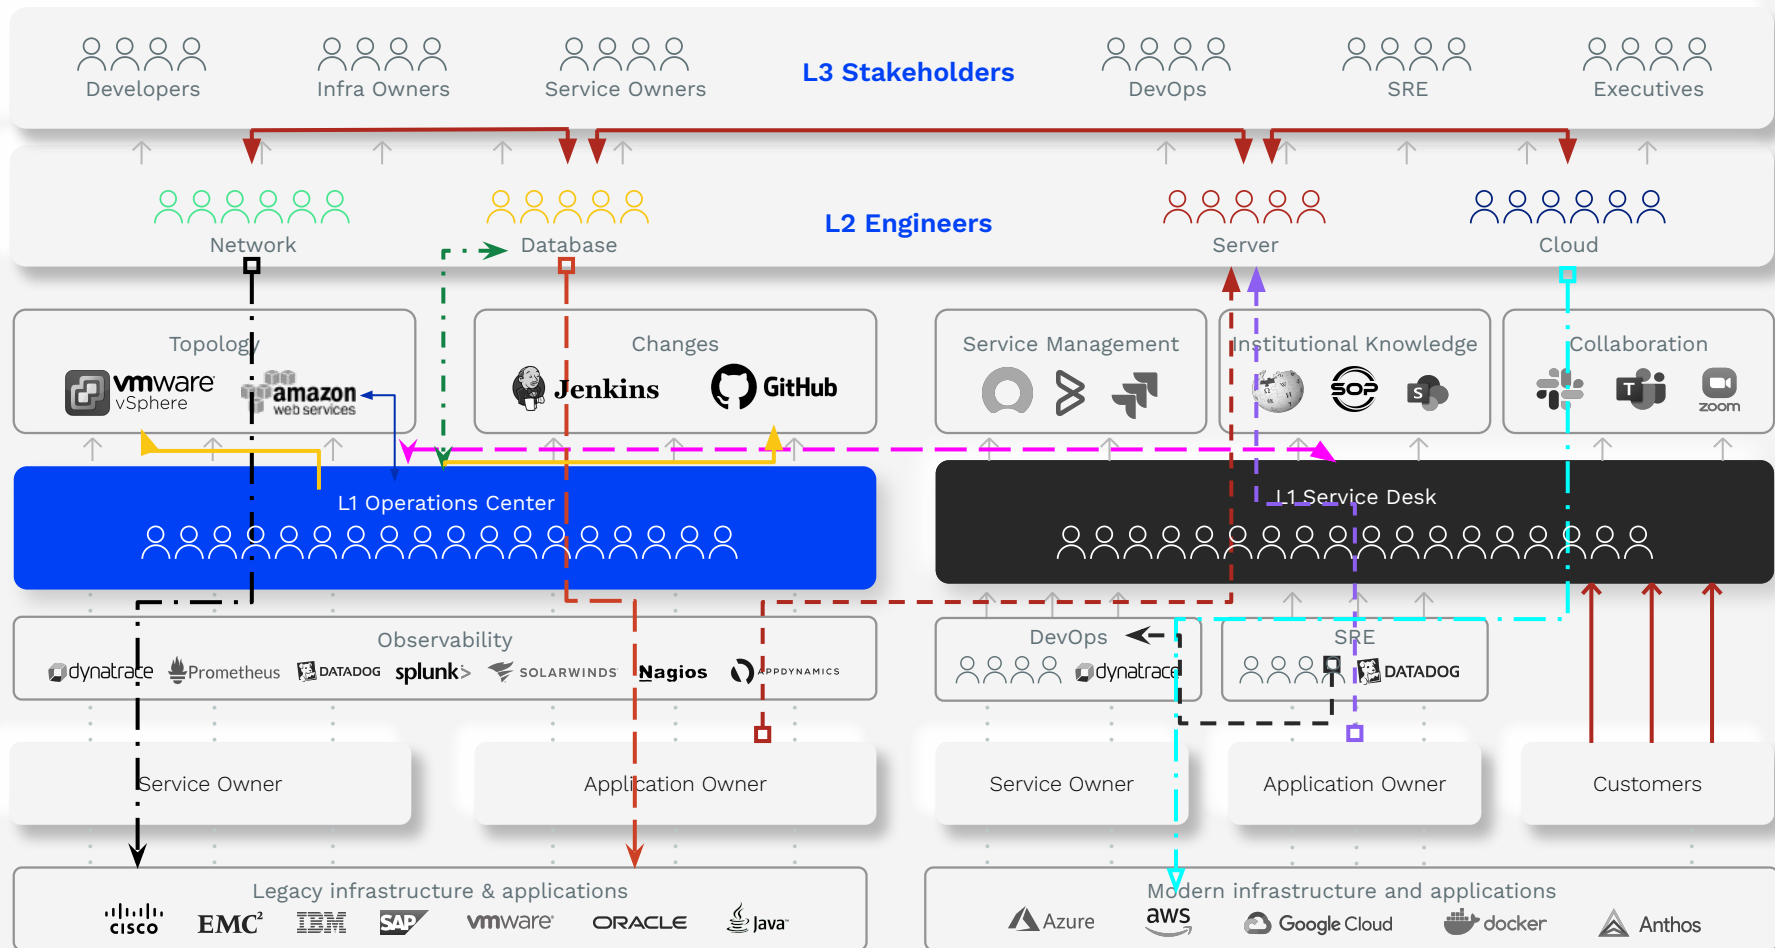 Developers
Infra Owners
Service Owners
L3 Stakeholders
DevOps
SRE
Executives
Network
Database
L2 Engineers
Server
Cloud
Topology
vmware®
vSphere
amazon
web services
Changes
Jenkins
GitHub
Service Management
Institutional Knowledge
SOP
S
Collaboration
T
zoom
L1 Operations Center
L1 Service Desk
Observability
dynatrace
Prometheus
DATADOG
splunk>
SOLARWINDS
Nagios
APPDYNAMICS
DevOps
dynatrace
SRE
DATADOG
Service Owner
Application Owner
Service Owner
Application Owner
Customers
Legacy infrastructure & applications
cisco
EMC²
IBM
SAP
vmware®
ORACLE
Java™
Modern infrastructure and applications
Azure
aws
Google Cloud
docker
Anthos